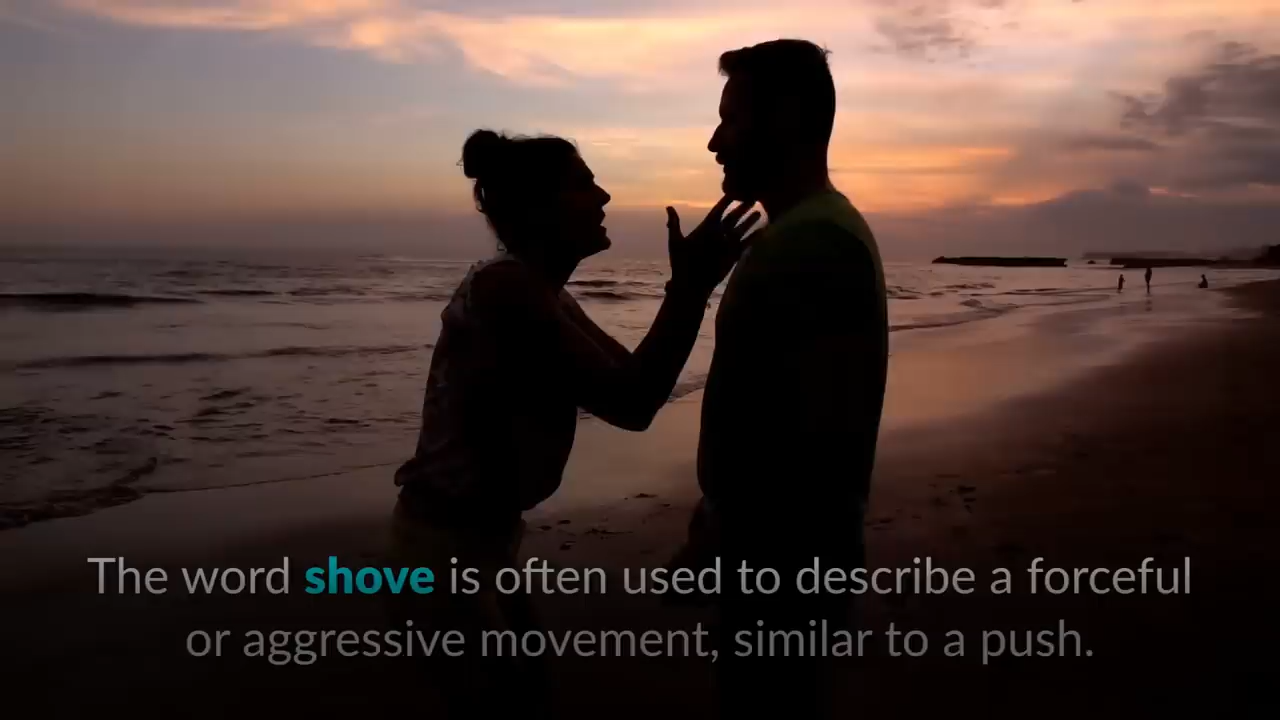 The word shove is often used to describe a forceful
or aggressive movement, similar to a push.